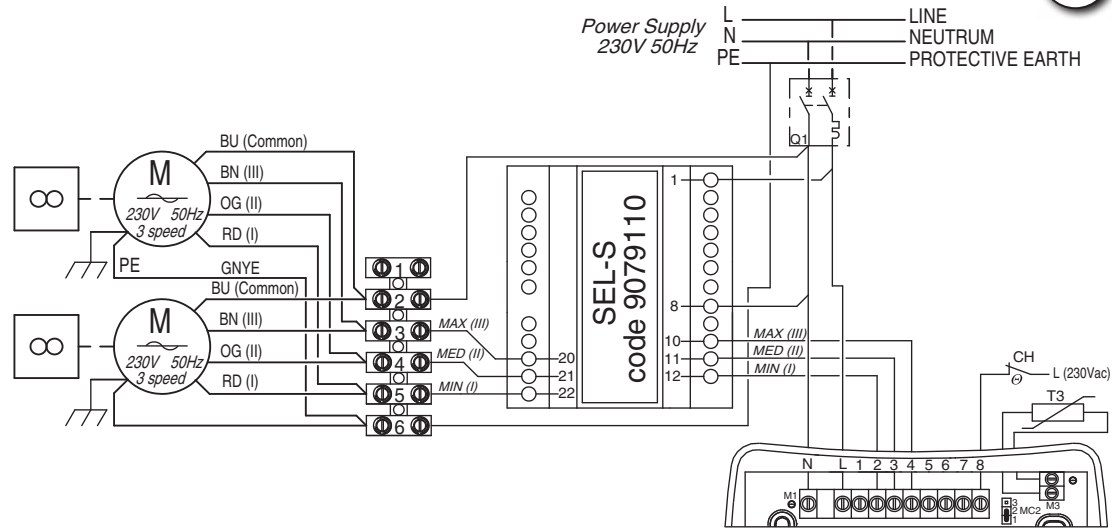 Power Supply
230V 50Hz
L LINE
N NEUTRUM
PE PROTECTIVE EARTH
Q1
BU (Common)
BN (III)
OG (II)
RD (I)
M
230V 50Hz
3 speed
PE
GNYE
BU (Common)
BN (III)
OG (II)
RD (I)
M
230V 50Hz
3 speed
1
2
3
4
5
6
MAX (III)
MED (II)
MIN (I)
20
21
22
SEL-S
code 9079110
1
8
10
11
12
MAX (III)
MED (II)
MIN (I)
CH
L (230Vac)
T3
N L 1 2 3 4 5 6 7 8
M1
3
2
1
MC2
M3